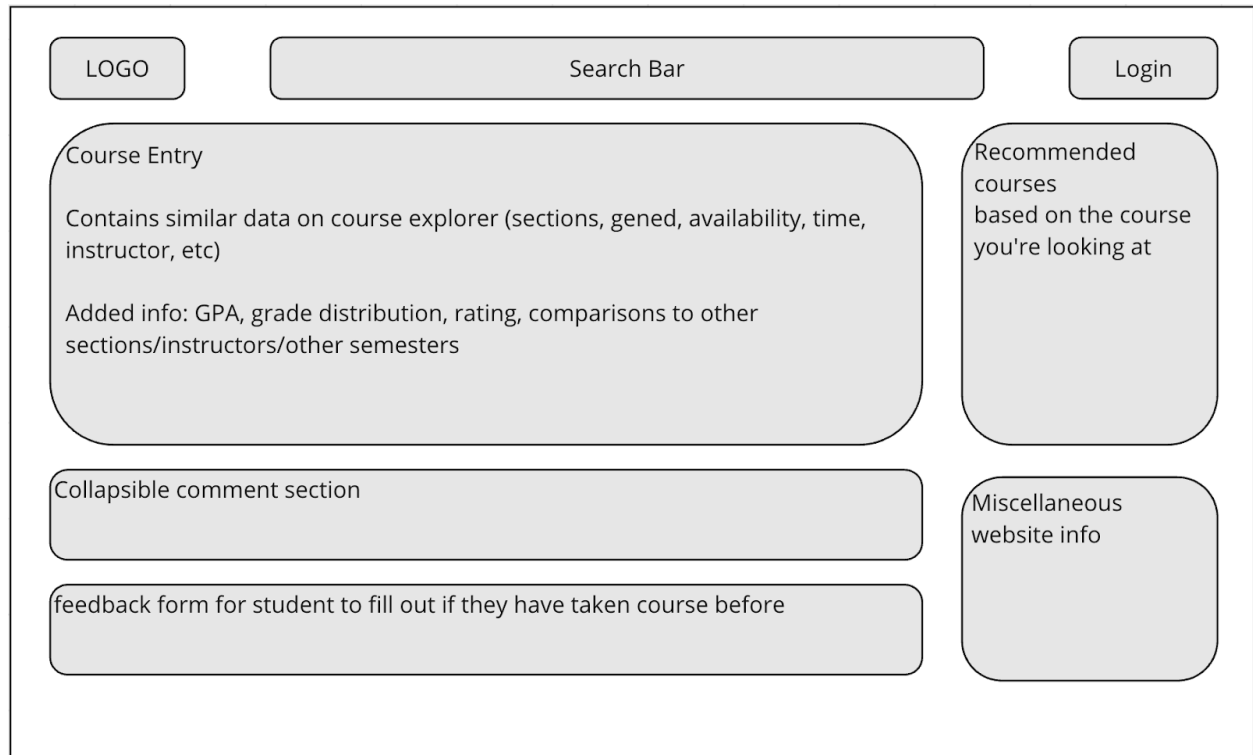 LOGO
Search Bar
Login
Course Entry
Contains similar data on course explorer (sections, gened, availability, time,
instructor, etc)
Added info: GPA, grade distribution, rating, comparisons to other
sections/instructors/other semesters
Recommended
courses
based on the course
you're looking at
Collapsible comment section
feedback form for student to fill out if they have taken course before
Miscellaneous
website info